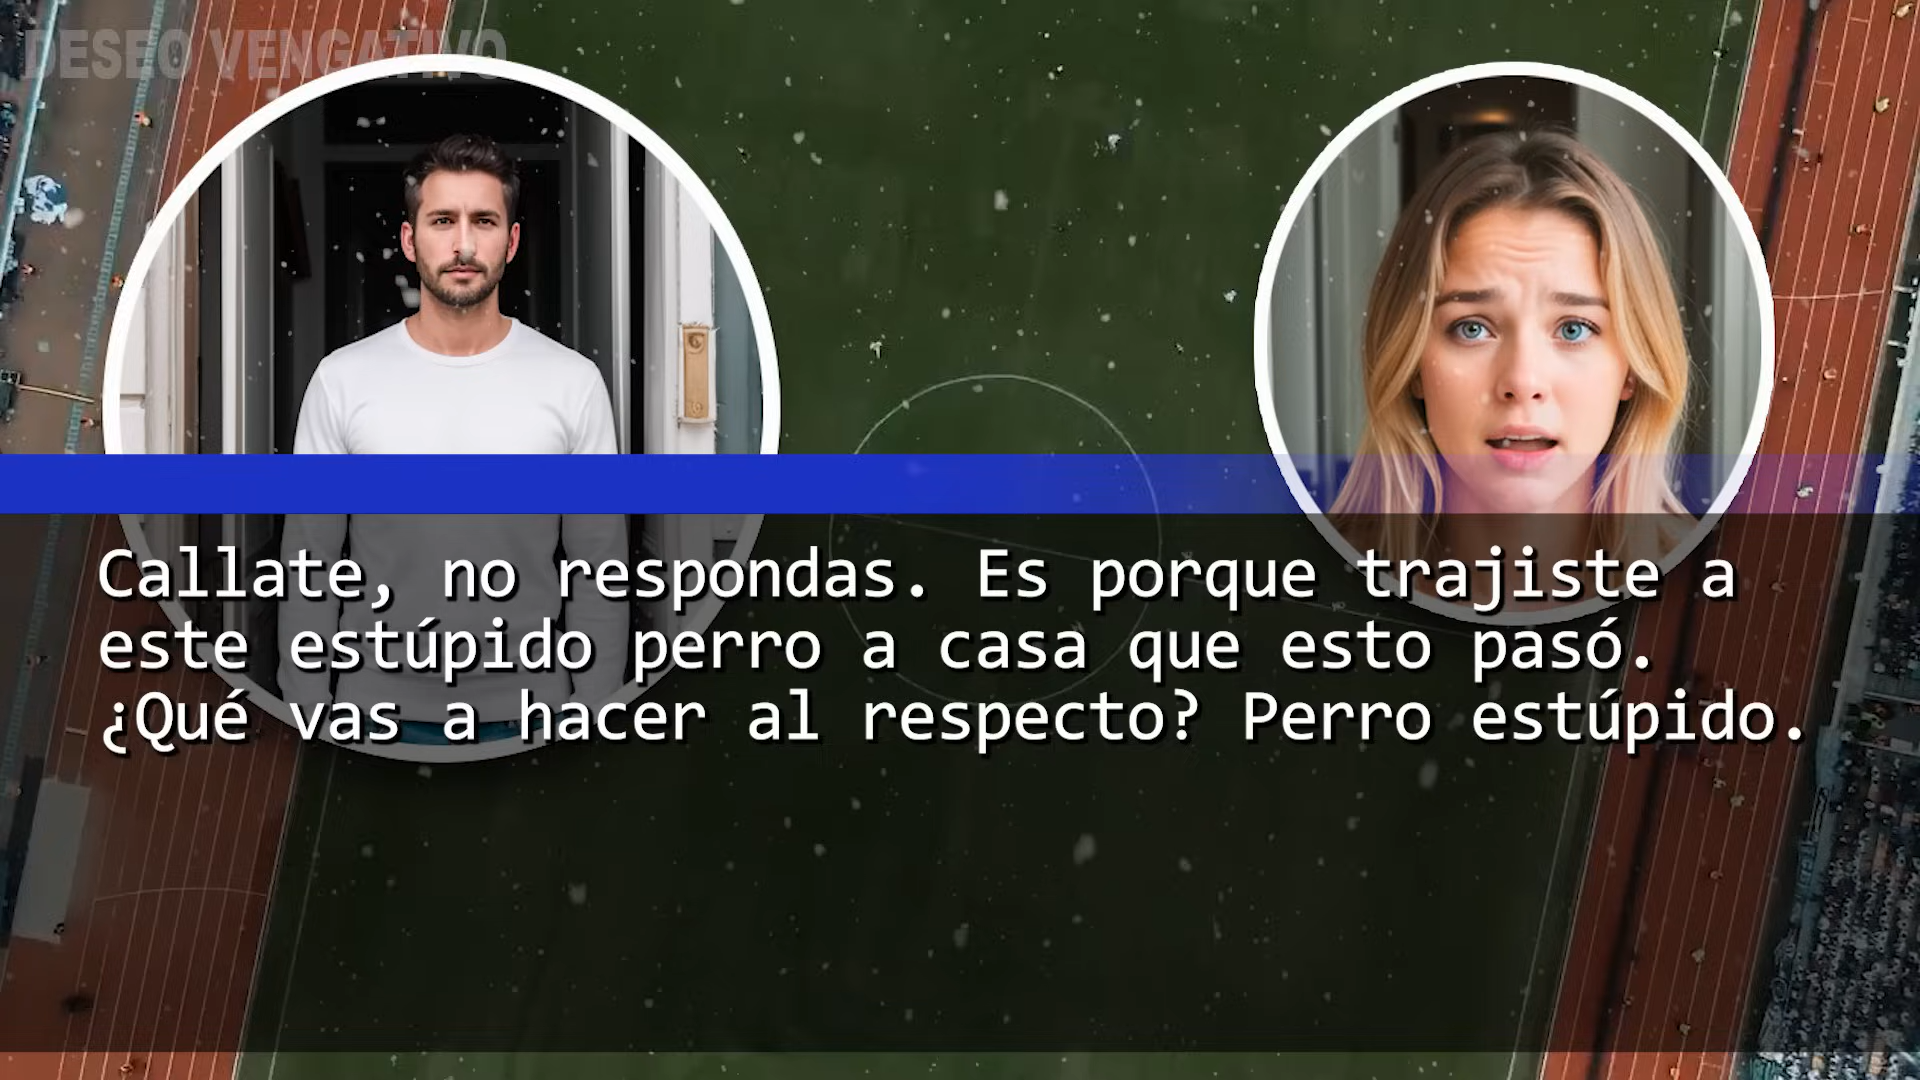 DESEO VENGATIVO
Callate, no respondas. Es porque trajiste a
este estúpido perro a casa que esto pasó.
¿Qué vas a hacer al respecto? Perro estúpido.